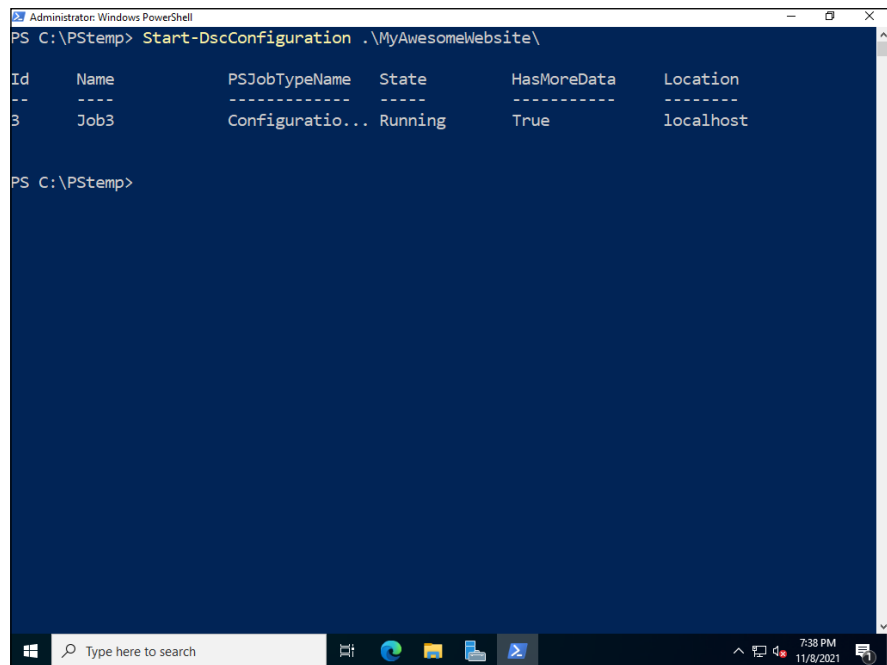 Administrator: Windows PowerShell
PS C:\PStemp> Start-DscConfiguration .\MyAwesomeWebsite\
Id Name PSJobTypeName State HasMoreData Location
-- ---- ------------- ----- ----------- --------
3 Job3 Configuratio... Running True localhost
PS C:\PStemp>
Type here to search
7:38 PM
11/8/2021
1